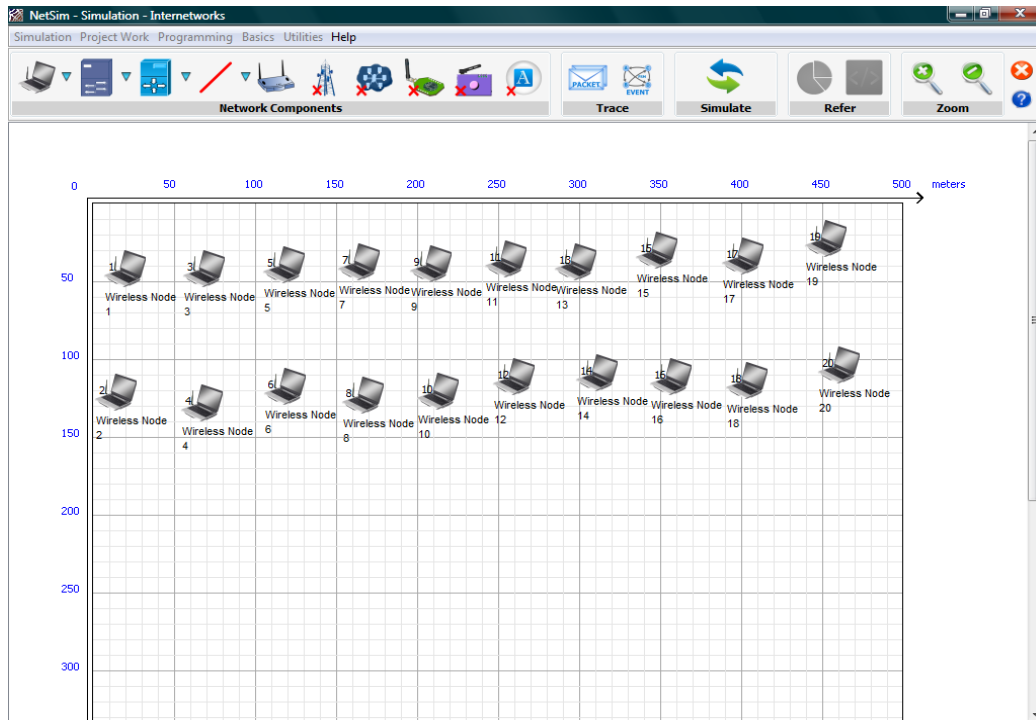 NetSim - Simulation - Internetworks
Simulation Project Work Programming Basics Utilities Help
A
PACKET
EVENT
</>
?
Network Components
Trace
Simulate
Refer
Zoom
0 50 100 150 200 250 300 350 400 450 500 meters
50
100
150
200
250
300
1
Wireless Node
1
3
Wireless Node
3
5
Wireless Node
5
7
Wireless Node
7
9
Wireless Node
9
11
Wireless Node
11
13
Wireless Node
13
15
Wireless Node
15
17
Wireless Node
17
19
Wireless Node
19
2
Wireless Node
2
4
Wireless Node
4
6
Wireless Node
6
8
Wireless Node
8
10
Wireless Node
10
12
Wireless Node
12
14
Wireless Node
14
16
Wireless Node
16
18
Wireless Node
18
20
Wireless Node
20